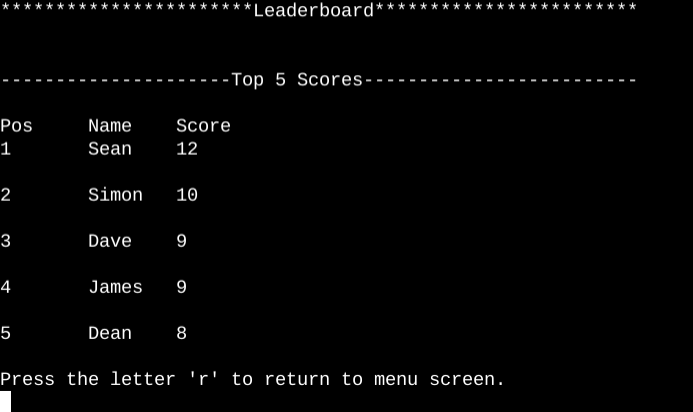 ***********************Leaderboard************************
---------------------Top 5 Scores-------------------------
Pos     Name    Score
1       Sean    12
2       Simon   10
3       Dave    9
4       James   9
5       Dean    8
Press the letter 'r' to return to menu screen.